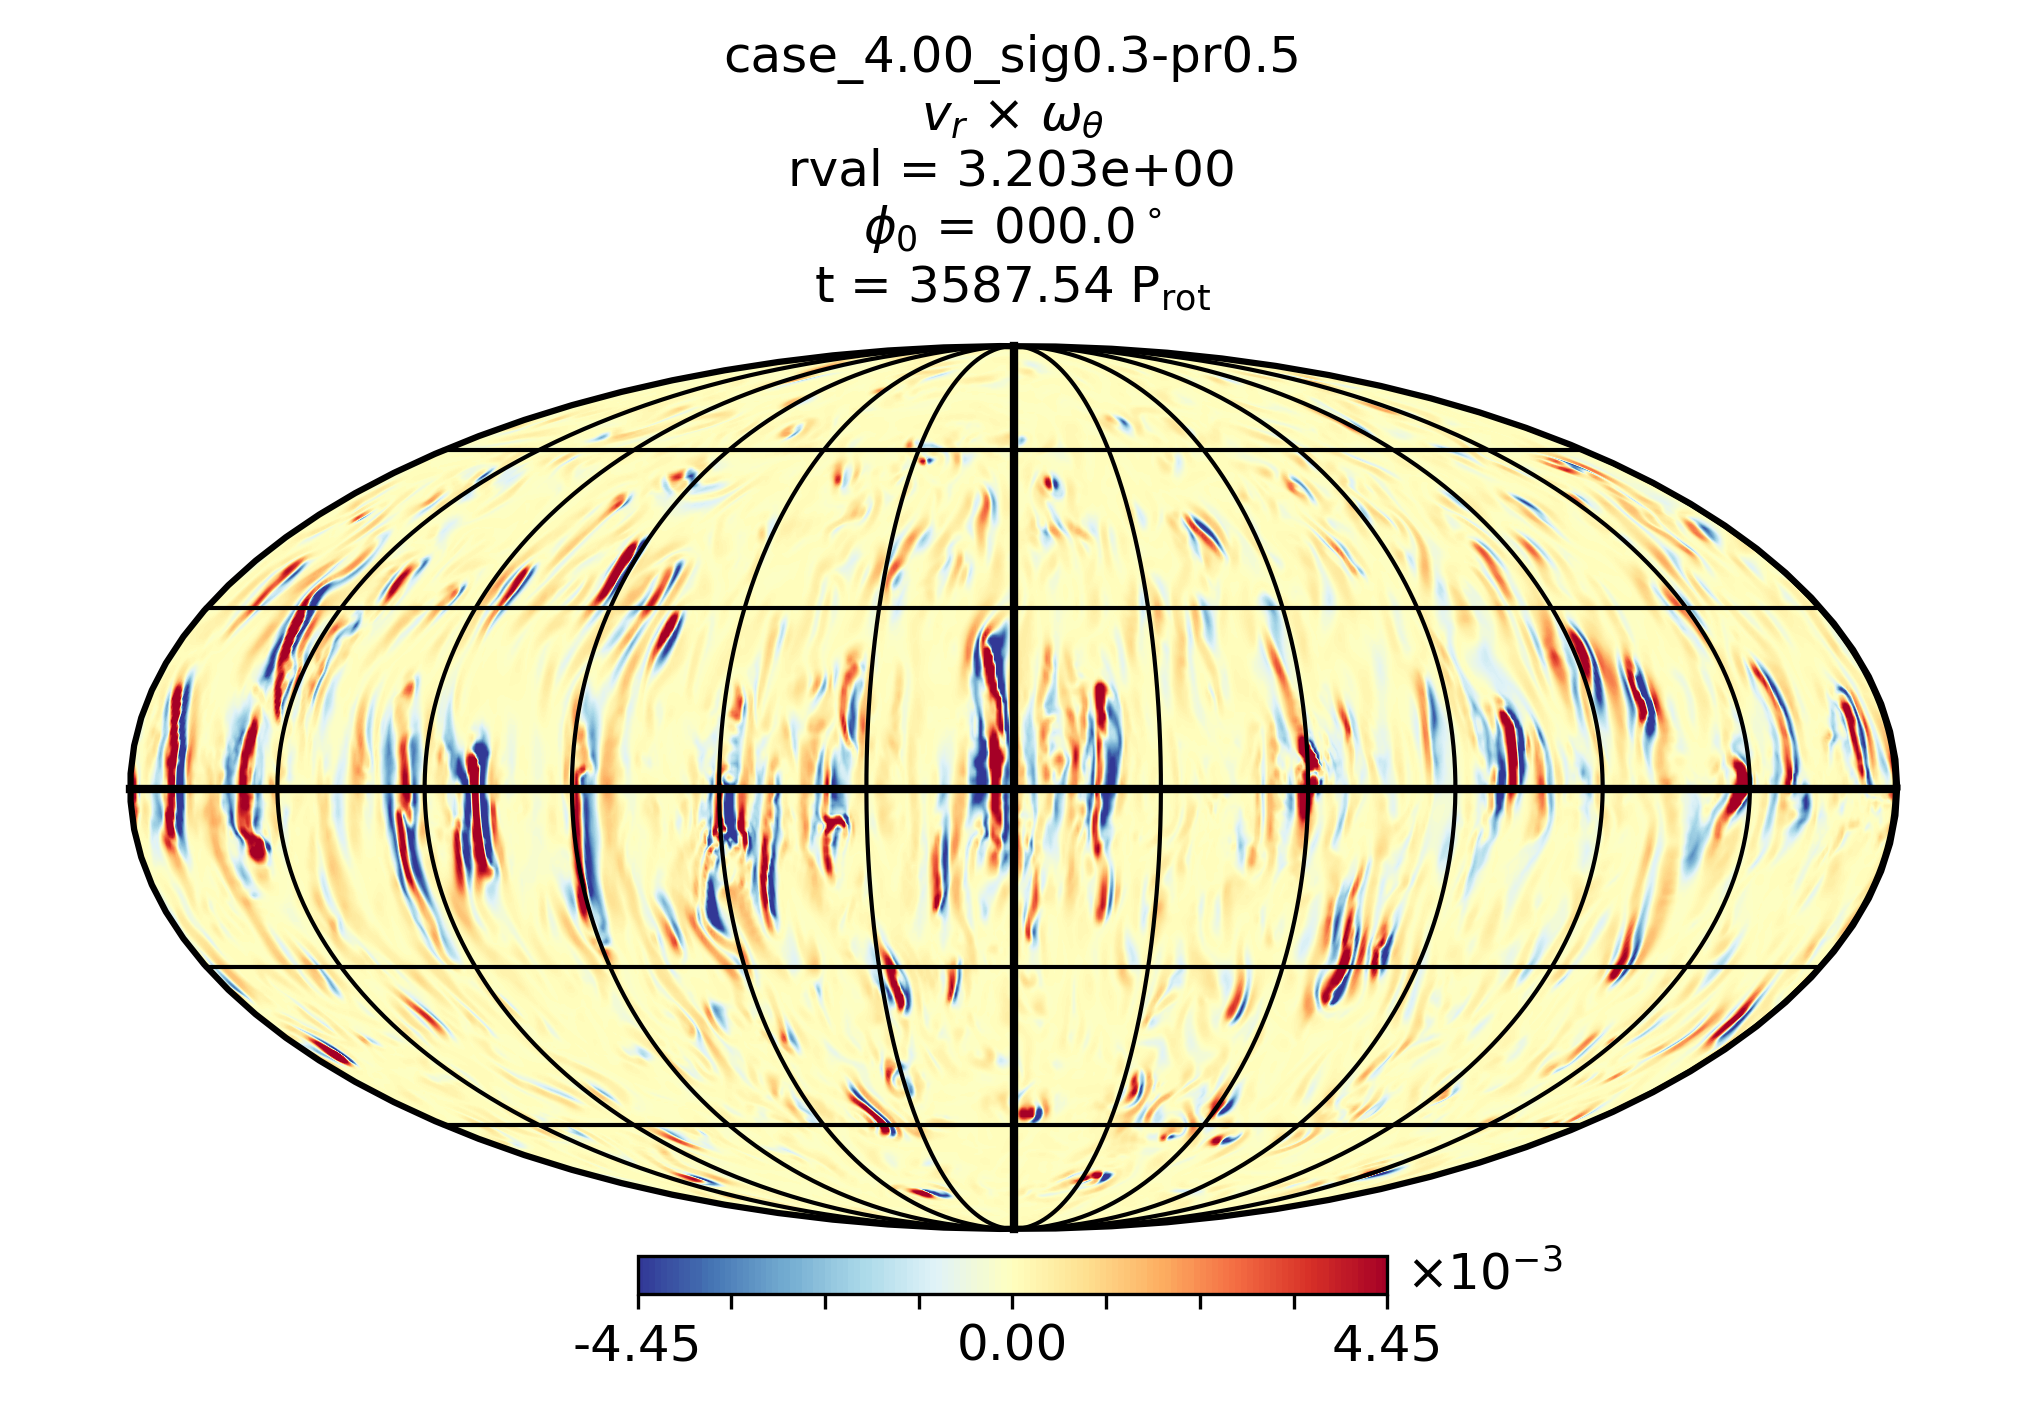 case_4.00_sig0.3-pr0.5
v_r × ω_θ
rval = 3.203e+00
ϕ_0 = 000.0°
t = 3587.54 P_rot
×10^−3
-4.45 0.00 4.45